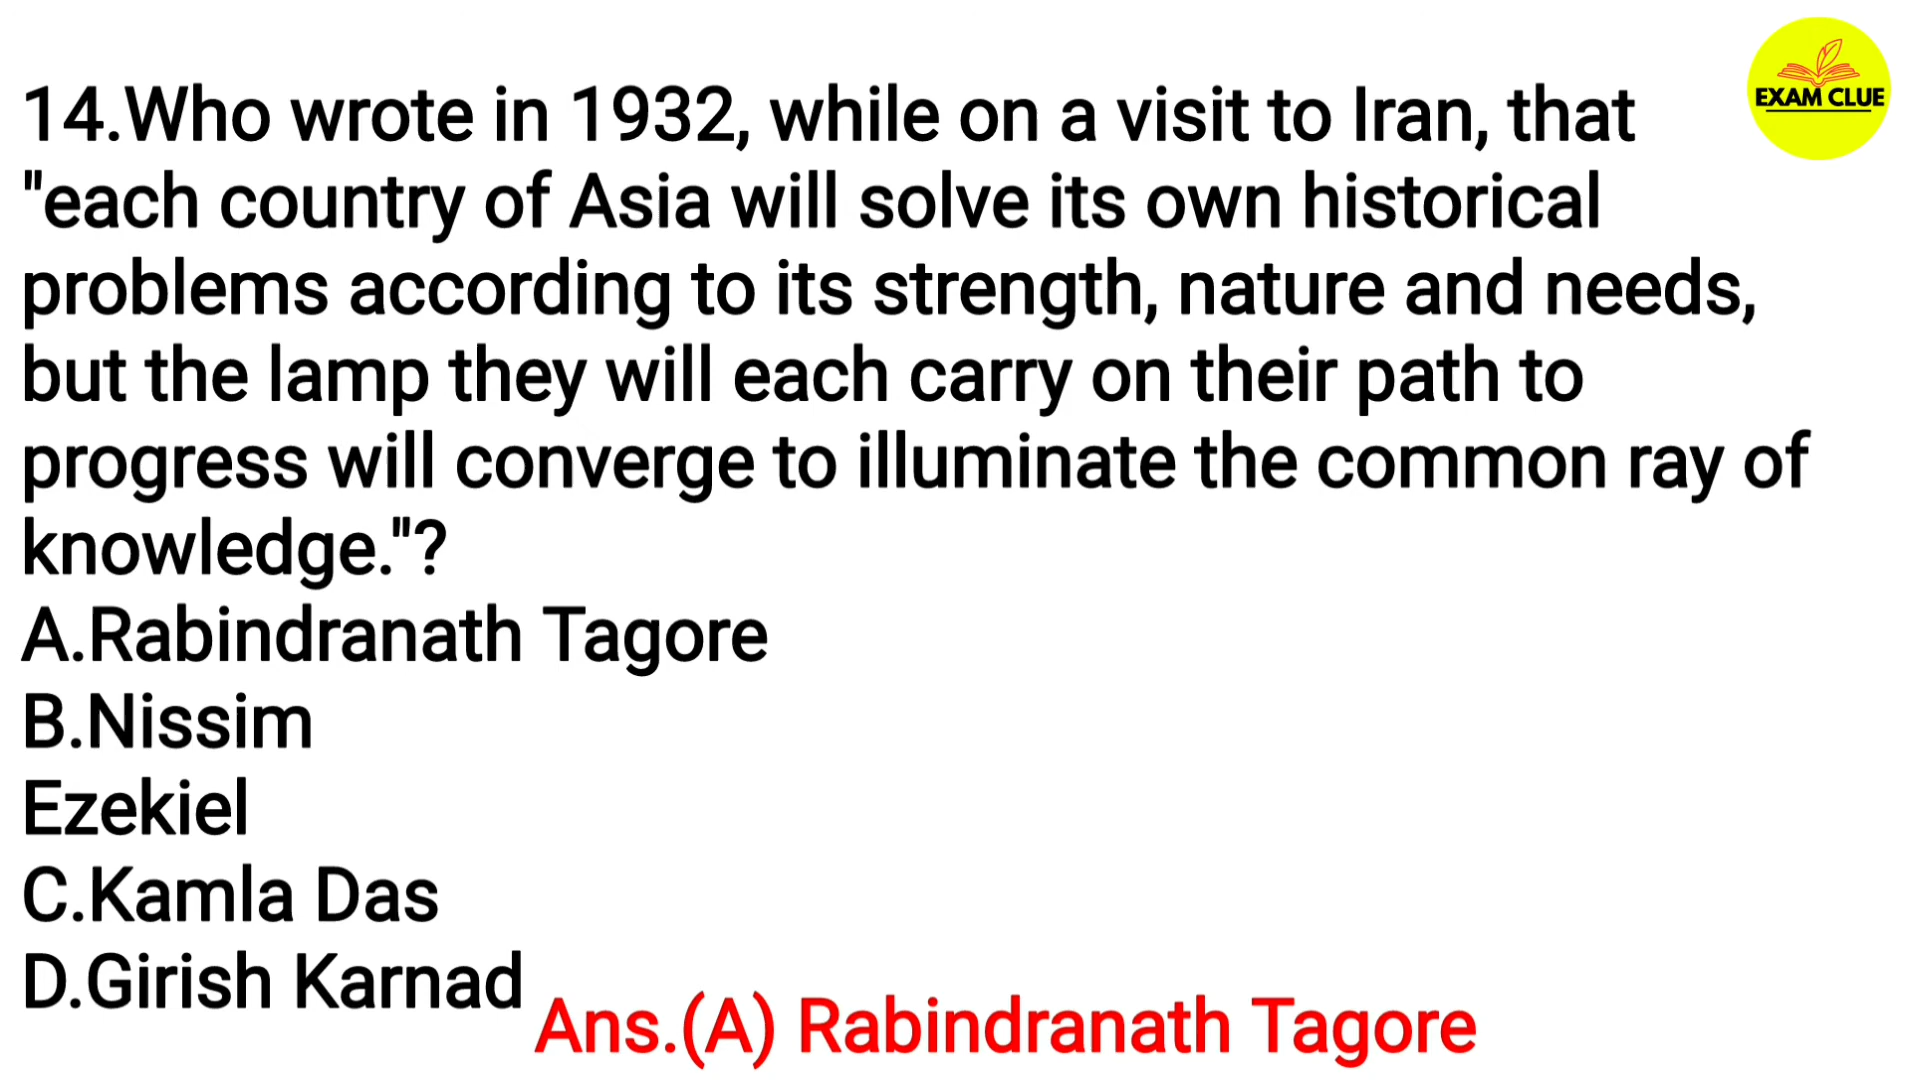 EXAM CLUE
14.Who wrote in 1932, while on a visit to Iran, that
"each country of Asia will solve its own historical
problems according to its strength, nature and needs,
but the lamp they will each carry on their path to
progress will converge to illuminate the common ray of
knowledge."?
A.Rabindranath Tagore
B.Nissim
Ezekiel
C.Kamla Das
D.Girish Karnad
Ans.(A) Rabindranath Tagore